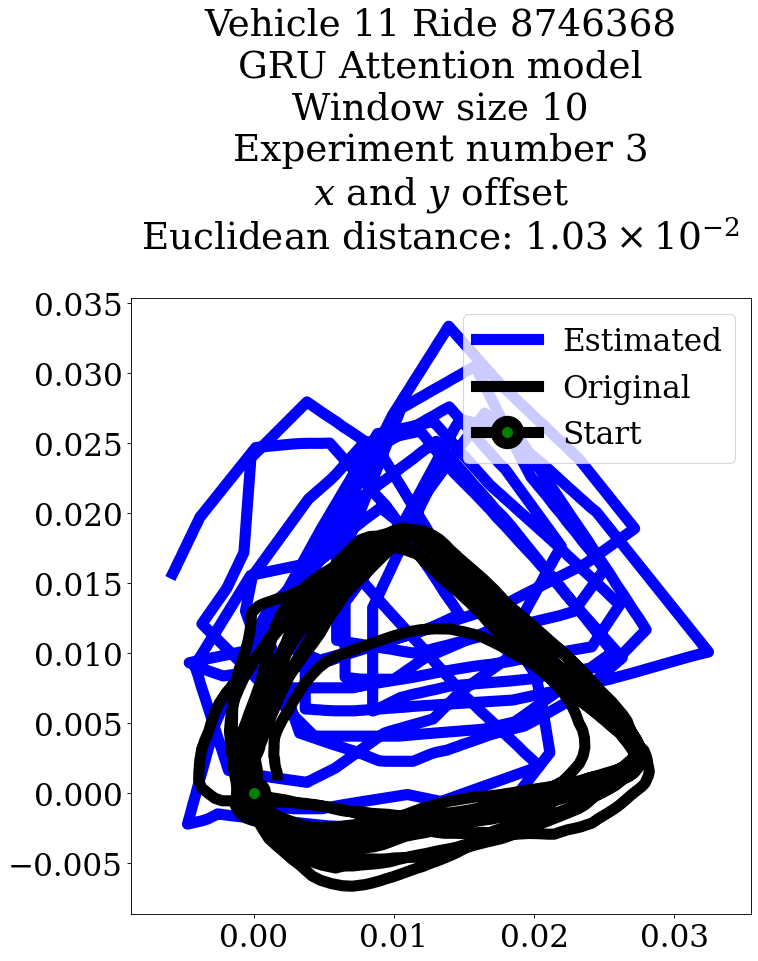 Vehicle 11 Ride 8746368
GRU Attention model
Window size 10
Experiment number 3
x and y offset
Euclidean distance: 1.03 × 10⁻²
0.035
0.030
0.025
0.020
0.015
0.010
0.005
0.000
−0.005
Estimated
Original
Start
0.00 0.01 0.02 0.03